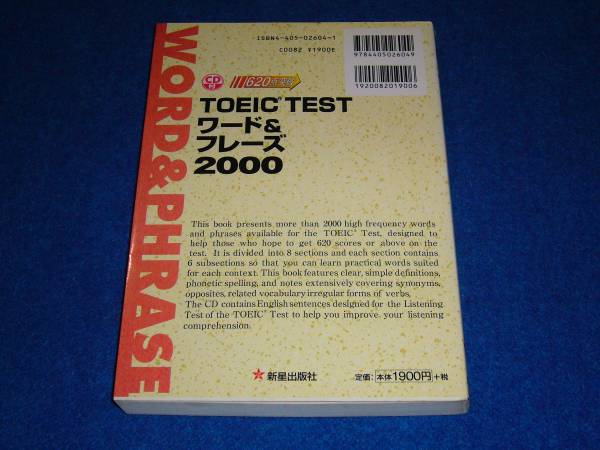 ISBN4-405-02604-1
C0082 ¥1900E
9784405026049
1920082019006
WORD&PHRASE
CD付
620点突破
TOEIC® TEST
ワード&
フレーズ
2000
This book presents more than 2000 high frequency words
and phrases available for the TOEIC® Test, designed to
help those who hope to get 620 scores or above on the
test. It is divided into 8 sections and each section contains
6 subsections so that you can learn practical words suited
for each context. This book features clear, simple definitions,
phonetic spelling, and notes extensively covering synonyms,
opposites, related vocabulary irregular forms of verbs.
The CD contains English sentences designed for the Listening
Test of the TOEIC® Test to help you improve your listening
comprehension.
新星出版社
定価:本体1900円+税